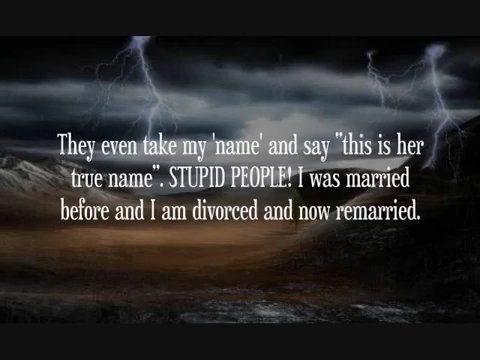 They even take my 'name' and say "this is her
true name". STUPID PEOPLE! I was married
before and I am divorced and now remarried.